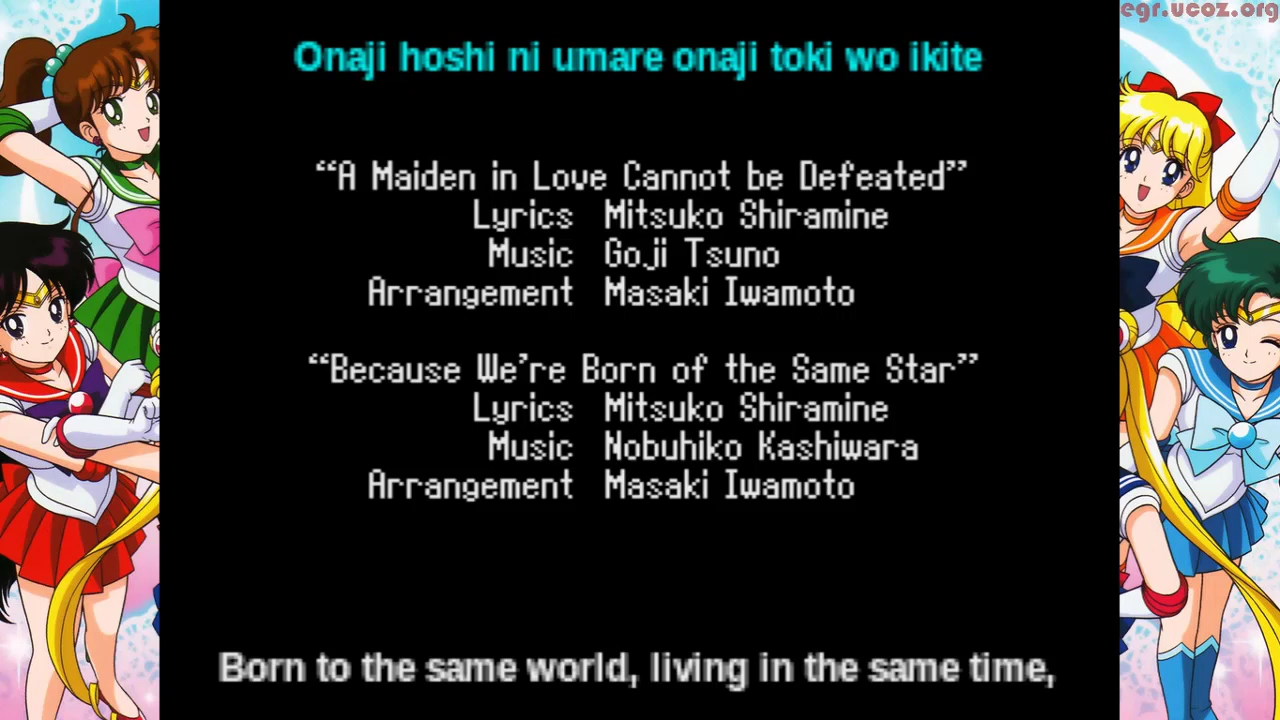 egr.ucoz.org
Onaji hoshi ni umare onaji toki wo ikite
“A Maiden in Love Cannot be Defeated”
Lyrics Mitsuko Shiramine
Music Goji Tsuno
Arrangement Masaki Iwamoto
“Because We’re Born of the Same Star”
Lyrics Mitsuko Shiramine
Music Nobuhiko Kashiwara
Arrangement Masaki Iwamoto
Born to the same world, living in the same time,